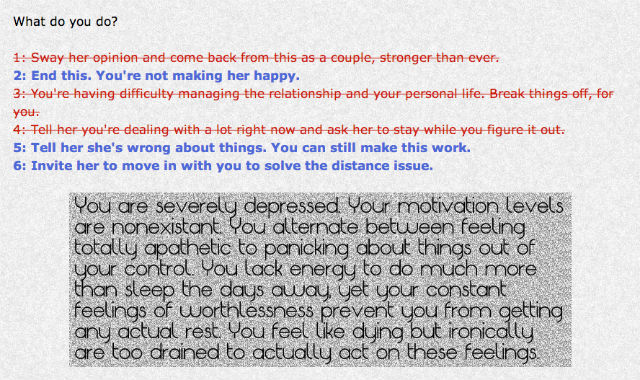 What do you do?
1: Sway her opinion and come back from this as a couple, stronger than ever.
2: End this. You're not making her happy.
3: You're having difficulty managing the relationship and your personal life. Break things off, for
you.
4: Tell her you're dealing with a lot right now and ask her to stay while you figure it out.
5: Tell her she's wrong about things. You can still make this work.
6: Invite her to move in with you to solve the distance issue.
You are severely depressed. Your motivation levels
are nonexistant. You alternate between feeling
totally apathetic to panicking about things out of
your control. You lack energy to do much more
than sleep the days away, yet your constant
feelings of worthlessness prevent you from getting
any actual rest. You feel like dying but ironically
are too drained to actually act on these feelings.